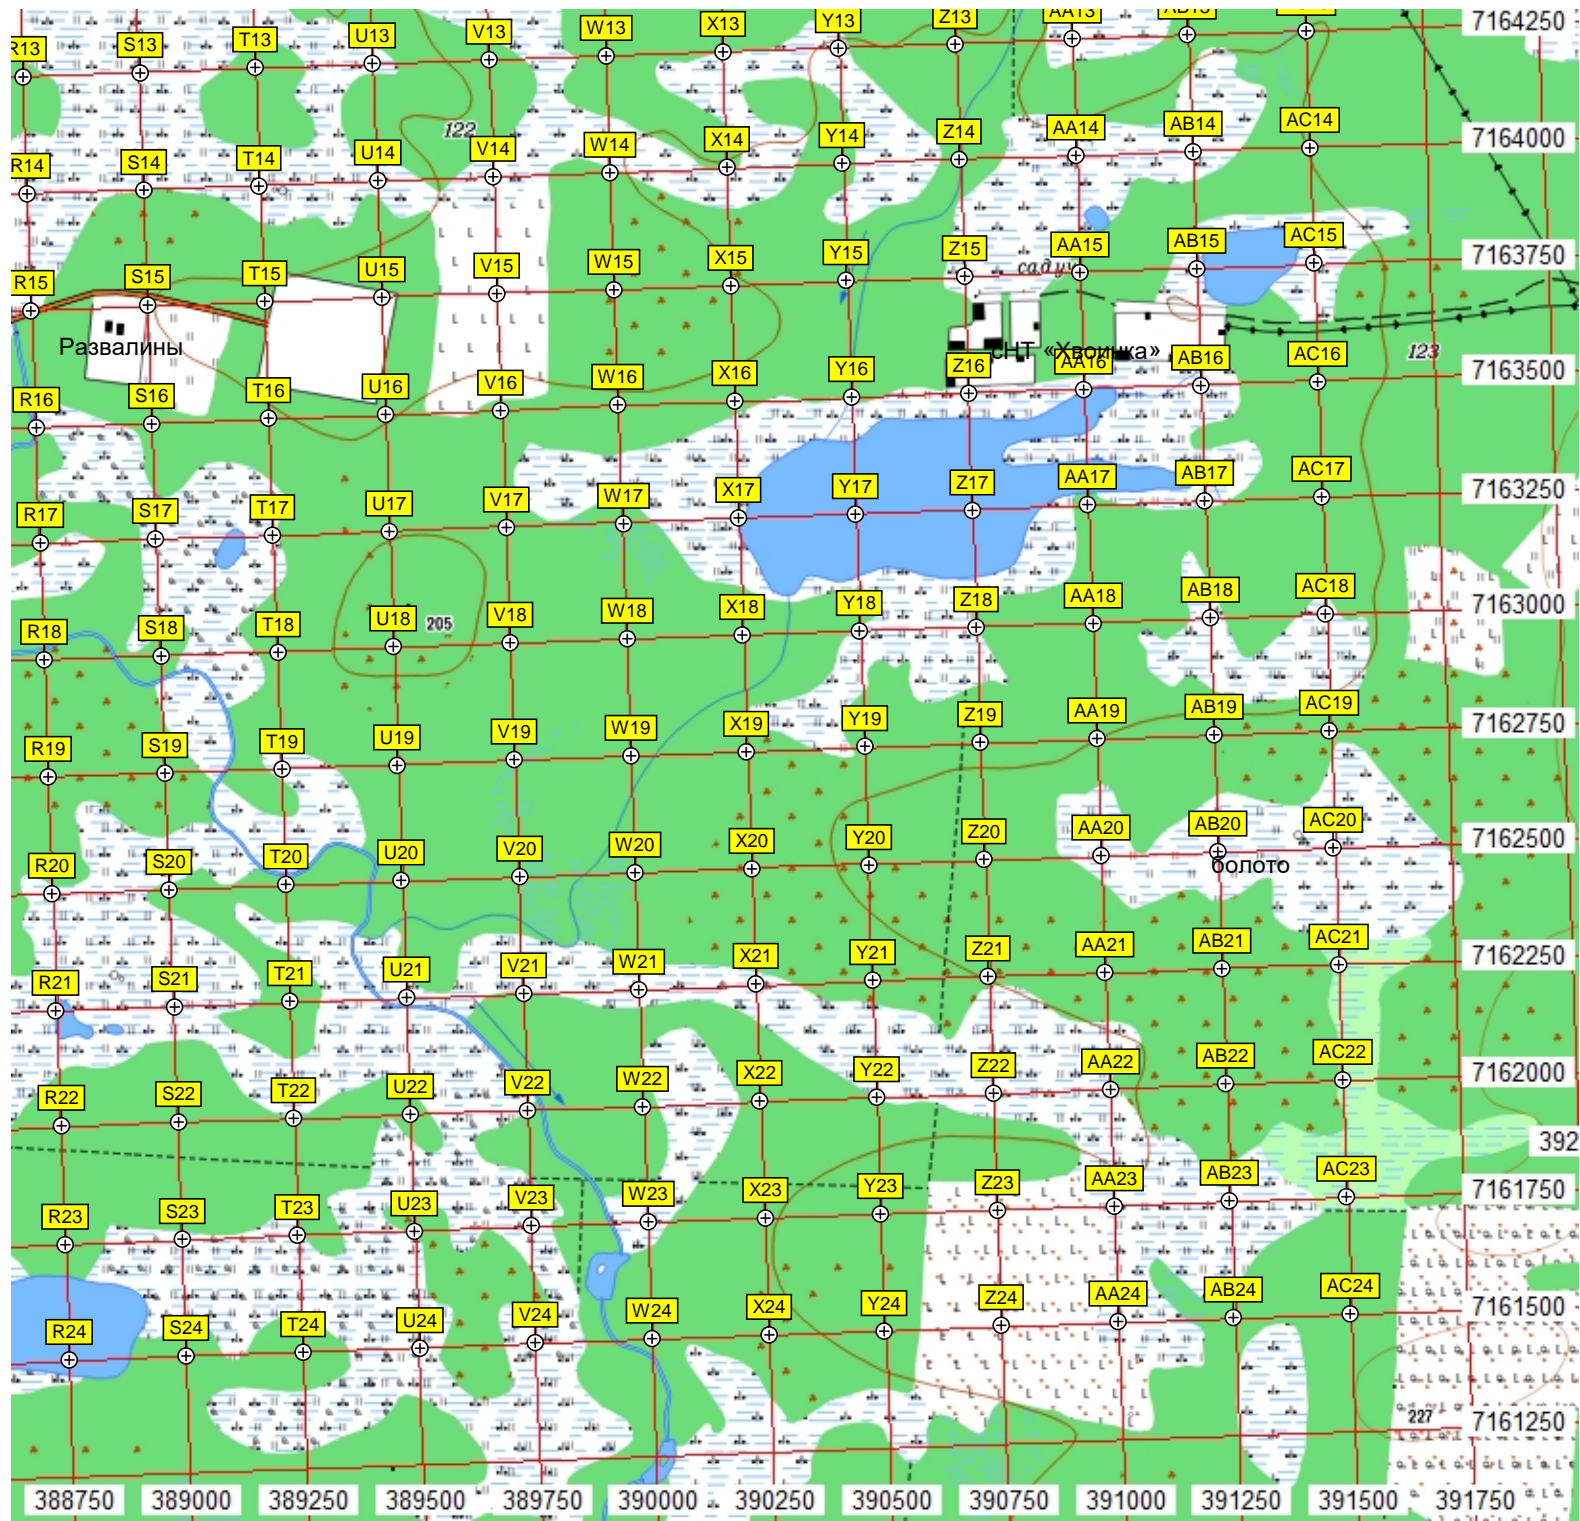 R13 S13 T13 U13 V13 W13 X13 Y13 Z13 AA13 AB13 7164250
122
R14 S14 T14 U14 V14 W14 X14 Y14 Z14 AA14 AB14 AC14 7164000
R15 S15 T15 U15 V15 W15 X15 Y15 Z15 AA15 AB15 AC15 7163750
сады
Развалины
СНТ «Хвоинка»
123
R16 S16 T16 U16 V16 W16 X16 Y16 Z16 AA16 AB16 AC16 7163500
R17 S17 T17 U17 V17 W17 X17 Y17 Z17 AA17 AB17 AC17 7163250
R18 S18 T18 U18 V18 W18 X18 Y18 Z18 AA18 AB18 AC18 7163000
205
R19 S19 T19 U19 V19 W19 X19 Y19 Z19 AA19 AB19 AC19 7162750
R20 S20 T20 U20 V20 W20 X20 Y20 Z20 AA20 AB20 AC20 7162500
болото
R21 S21 T21 U21 V21 W21 X21 Y21 Z21 AA21 AB21 AC21 7162250
R22 S22 T22 U22 V22 W22 X22 Y22 Z22 AA22 AB22 AC22 7162000
392
R23 S23 T23 U23 V23 W23 X23 Y23 Z23 AA23 AB23 AC23 7161750
R24 S24 T24 U24 V24 W24 X24 Y24 Z24 AA24 AB24 AC24 7161500
227
7161250
388750 389000 389250 389500 389750 390000 390250 390500 390750 391000 391250 391500 391750